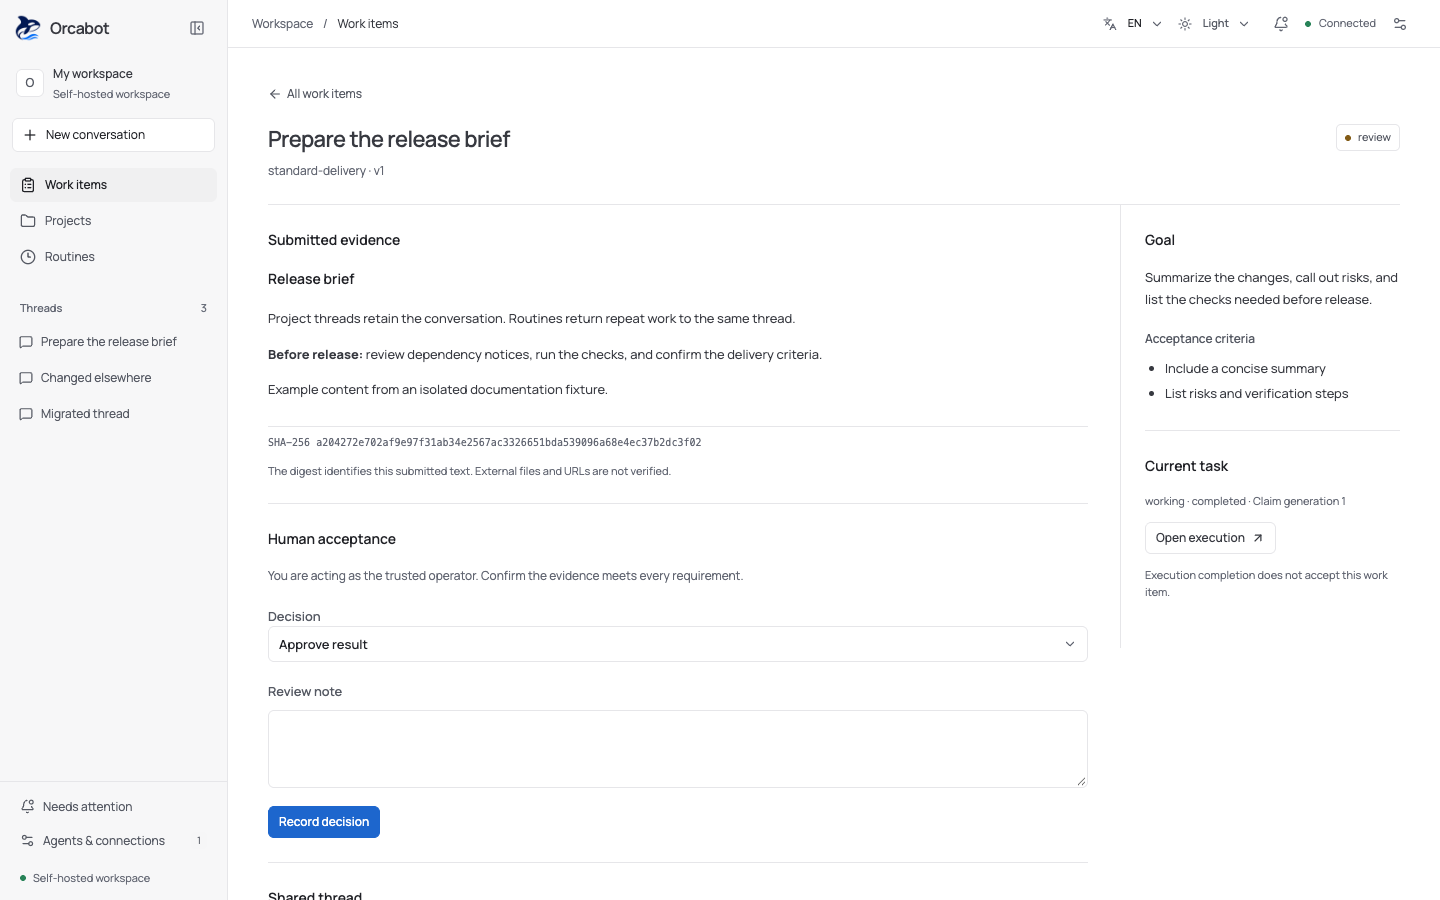 Orcabot
O
My workspace
Self-hosted workspace
New conversation
Work items
Projects
Routines
Threads 3
Prepare the release brief
Changed elsewhere
Migrated thread
Needs attention
Agents & connections 1
Self-hosted workspace
Workspace / Work items
EN Light Connected
All work items
Prepare the release brief
review
standard-delivery · v1
Submitted evidence
Release brief
Project threads retain the conversation. Routines return repeat work to the same thread.
Before release: review dependency notices, run the checks, and confirm the delivery criteria.
Example content from an isolated documentation fixture.
SHA-256 a204272e702af9e97f31ab34e2567ac3326651bda539096a68e4ec37b2dc3f02
The digest identifies this submitted text. External files and URLs are not verified.
Human acceptance
You are acting as the trusted operator. Confirm the evidence meets every requirement.
Decision
Approve result
Review note
Record decision
Shared thread
Goal
Summarize the changes, call out risks, and
list the checks needed before release.
Acceptance criteria
Include a concise summary
List risks and verification steps
Current task
working · completed · Claim generation 1
Open execution
Execution completion does not accept this work
item.